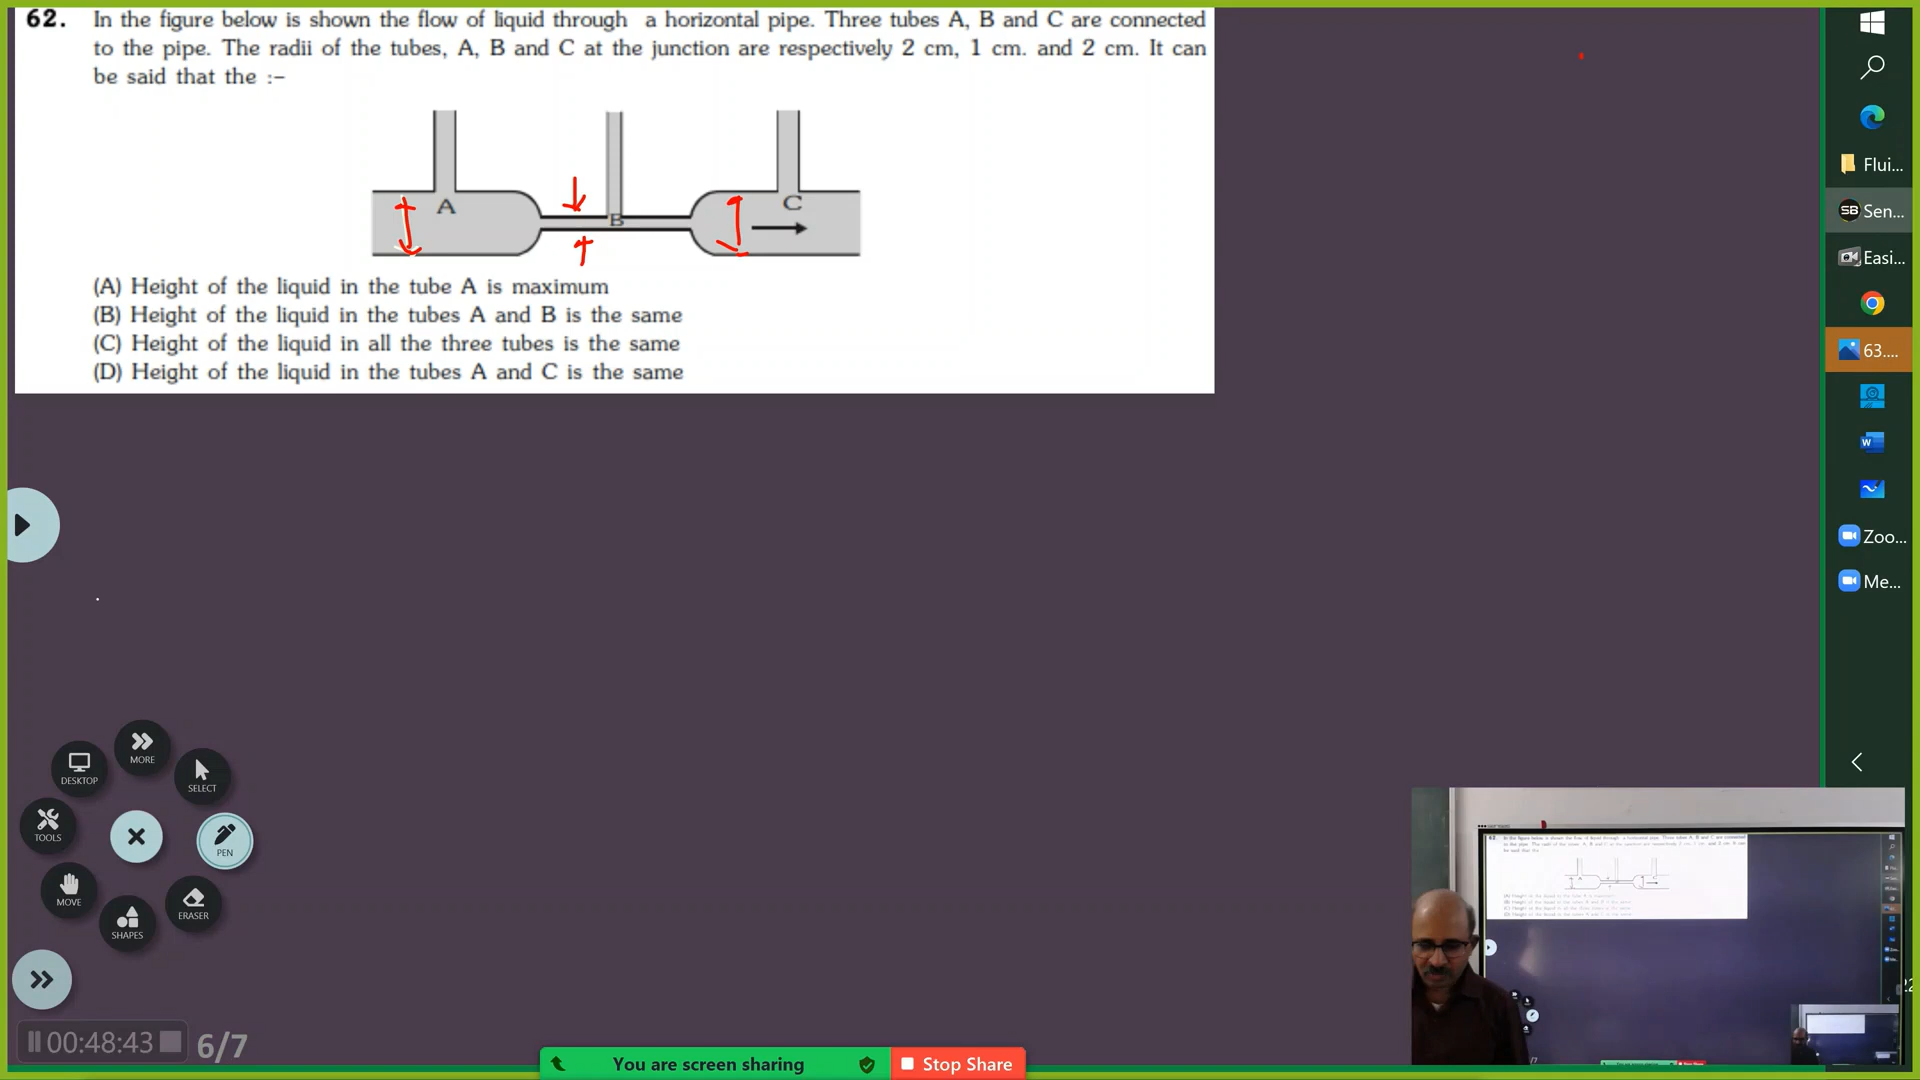 62. In the figure below is shown the flow of liquid through a horizontal pipe. Three tubes A, B and C are connected
to the pipe. The radii of the tubes, A, B and C at the junction are respectively 2 cm, 1 cm. and 2 cm. It can
be said that the :-
A
B
C
(A) Height of the liquid in the tube A is maximum
(B) Height of the liquid in the tubes A and B is the same
(C) Height of the liquid in all the three tubes is the same
(D) Height of the liquid in the tubes A and C is the same
Flui...
SB Sen...
Easi...
63....
W
Zoo...
Me...
MORE
DESKTOP
SELECT
TOOLS
PEN
MOVE
ERASER
SHAPES
00:48:43 6/7
You are screen sharing
Stop Share